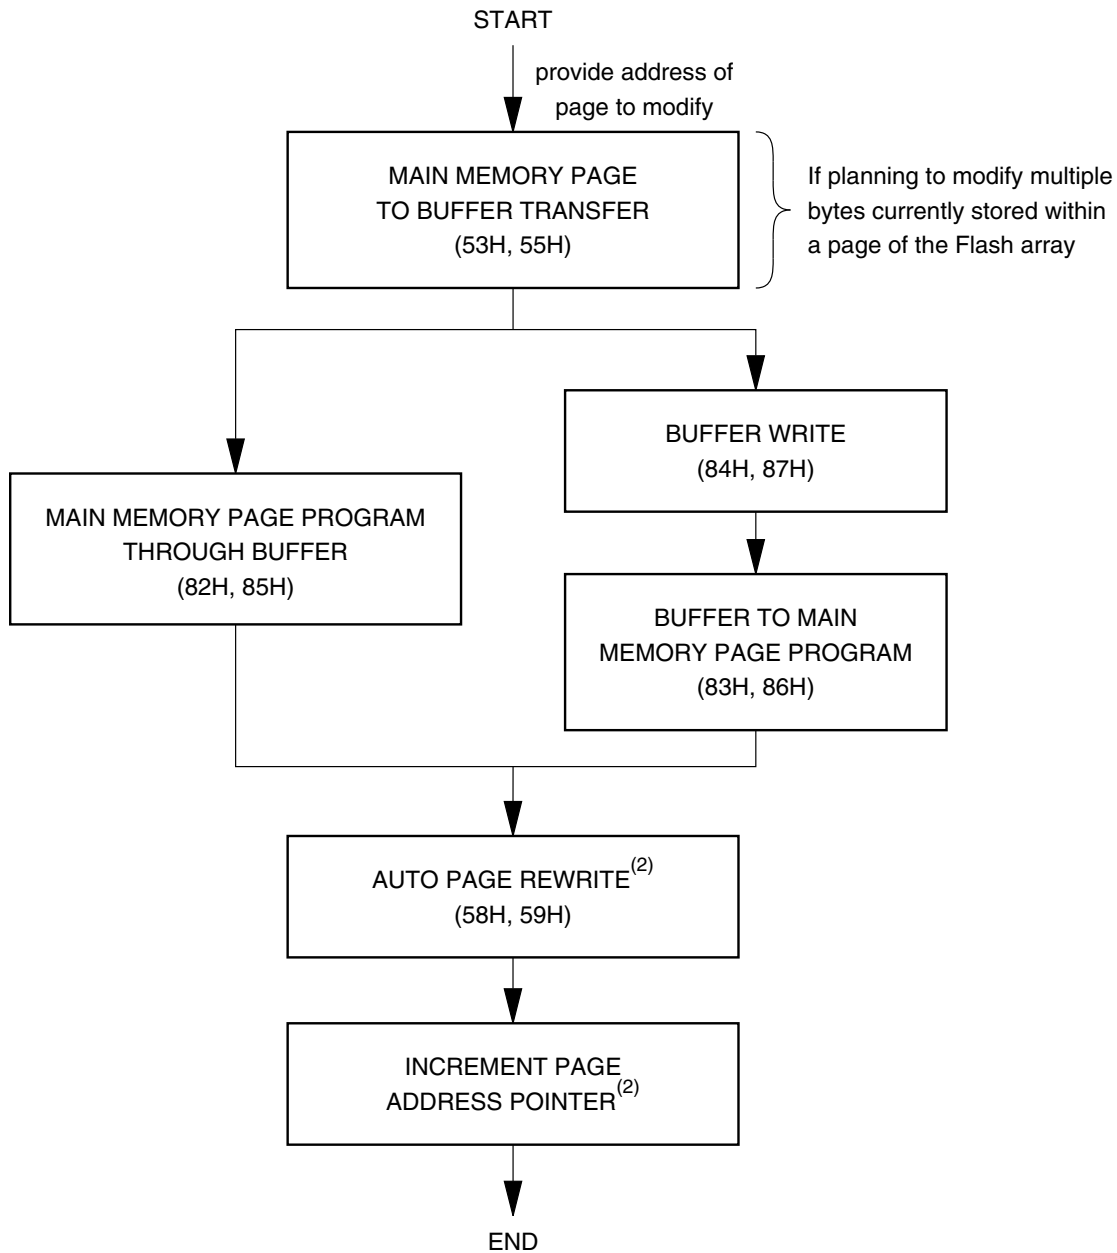 START
provide address of
page to modify
MAIN MEMORY PAGE
TO BUFFER TRANSFER
(53H, 55H)
If planning to modify multiple
bytes currently stored within
a page of the Flash array
MAIN MEMORY PAGE PROGRAM
THROUGH BUFFER
(82H, 85H)
BUFFER WRITE
(84H, 87H)
BUFFER TO MAIN
MEMORY PAGE PROGRAM
(83H, 86H)
AUTO PAGE REWRITE(2)
(58H, 59H)
INCREMENT PAGE
ADDRESS POINTER(2)
END